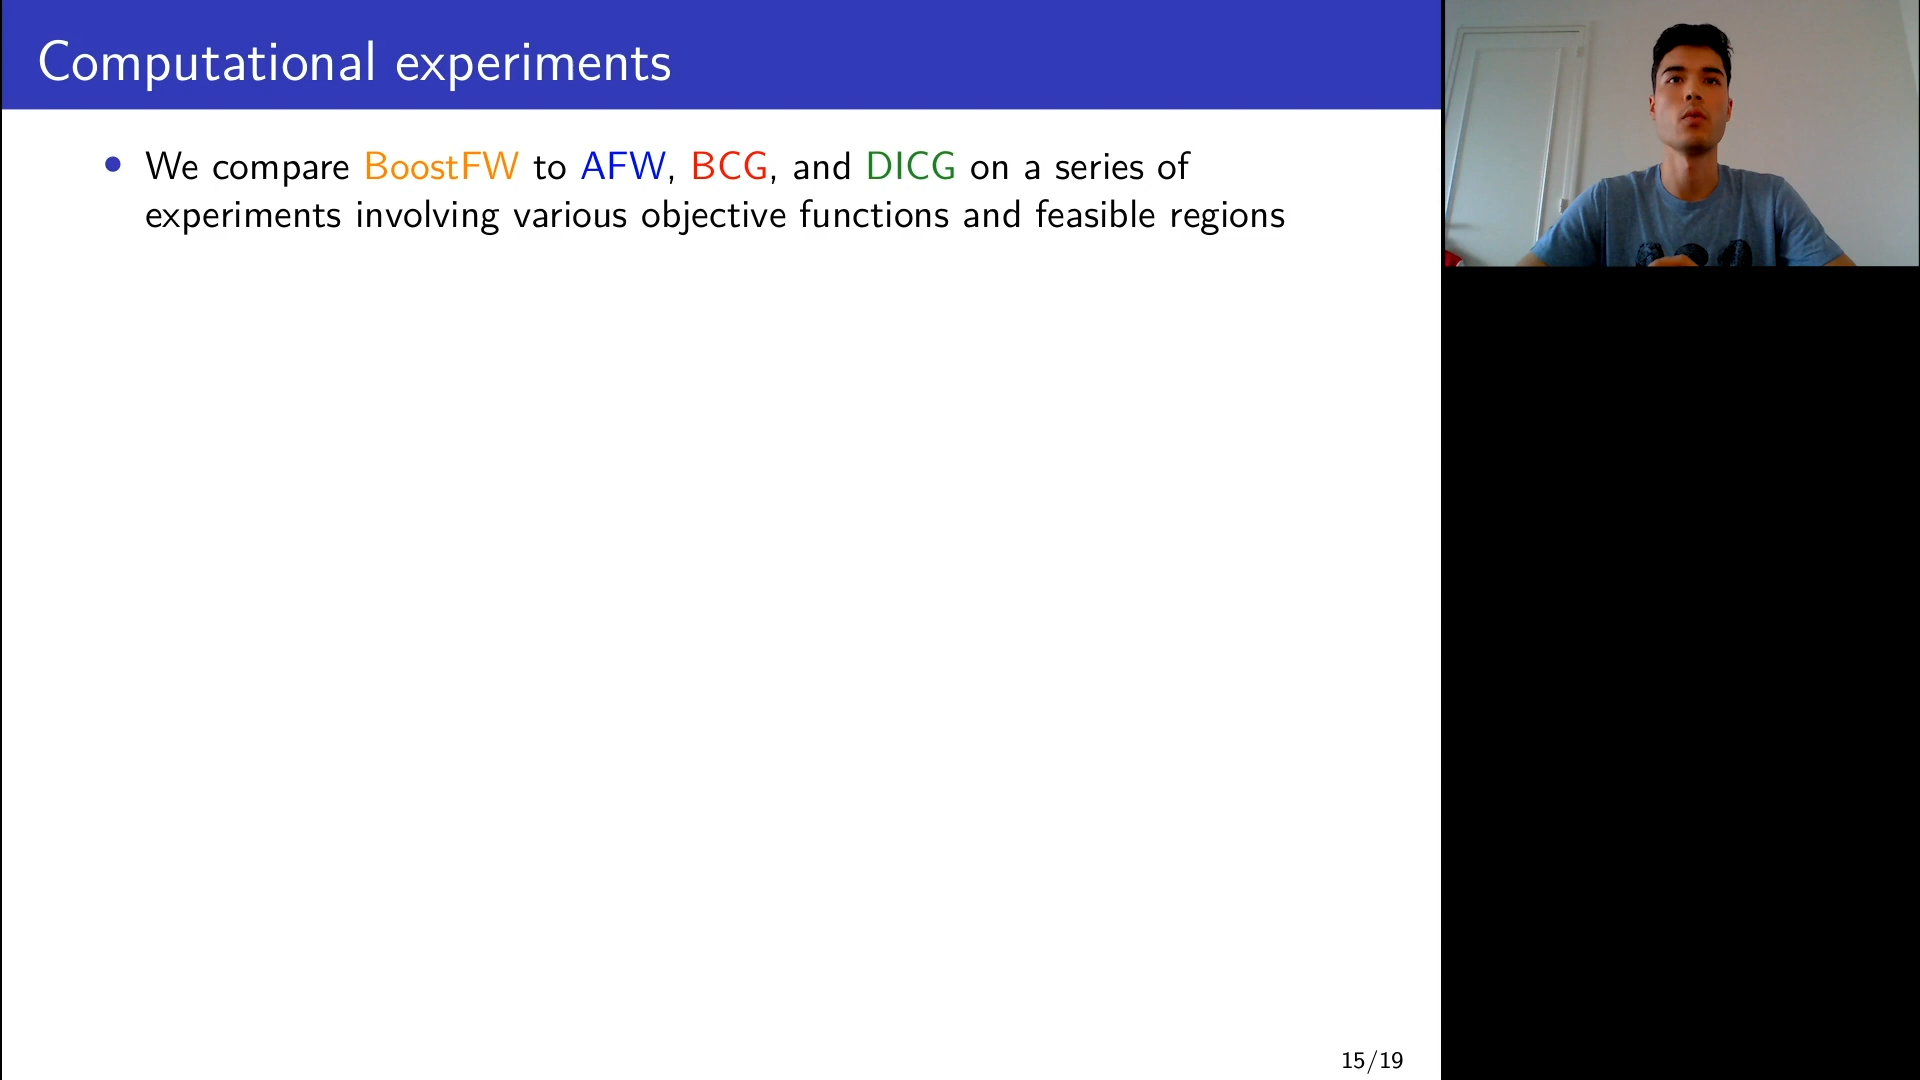 Computational experiments
• We compare BoostFW to AFW, BCG, and DICG on a series of
experiments involving various objective functions and feasible regions
15/19